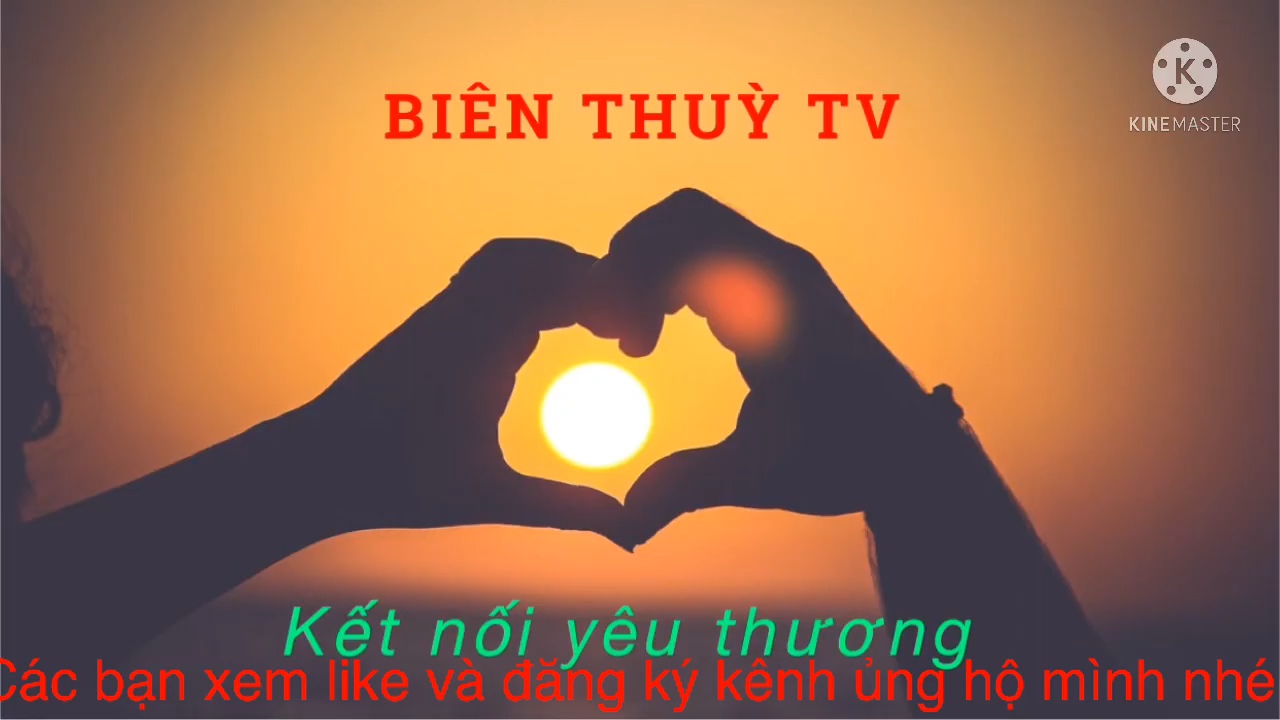 BIÊN THUỲ TV
KINEMASTER
Kết nối yêu thương
Các bạn xem like và đăng ký kênh ủng hộ mình nhé